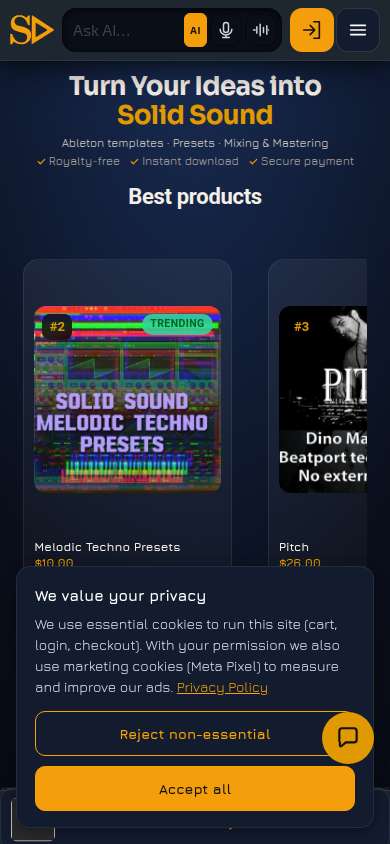 SD
Ask AI...
AI
Turn Your Ideas into
Solid Sound
Ableton templates · Presets · Mixing & Mastering
✓ Royalty-free ✓ Instant download ✓ Secure payment
Best products
#2
TRENDING
SOLID SOUND
MELODIC TECHNO
PRESETS
Melodic Techno Presets
$10.00
#3
PIT
Dino Ma
Beatport te
No extern
Pitch
$26.00
We value your privacy
We use essential cookies to run this site (cart,
login, checkout). With your permission we also
use marketing cookies (Meta Pixel) to measure
and improve our ads. Privacy Policy
Reject non-essential
Accept all